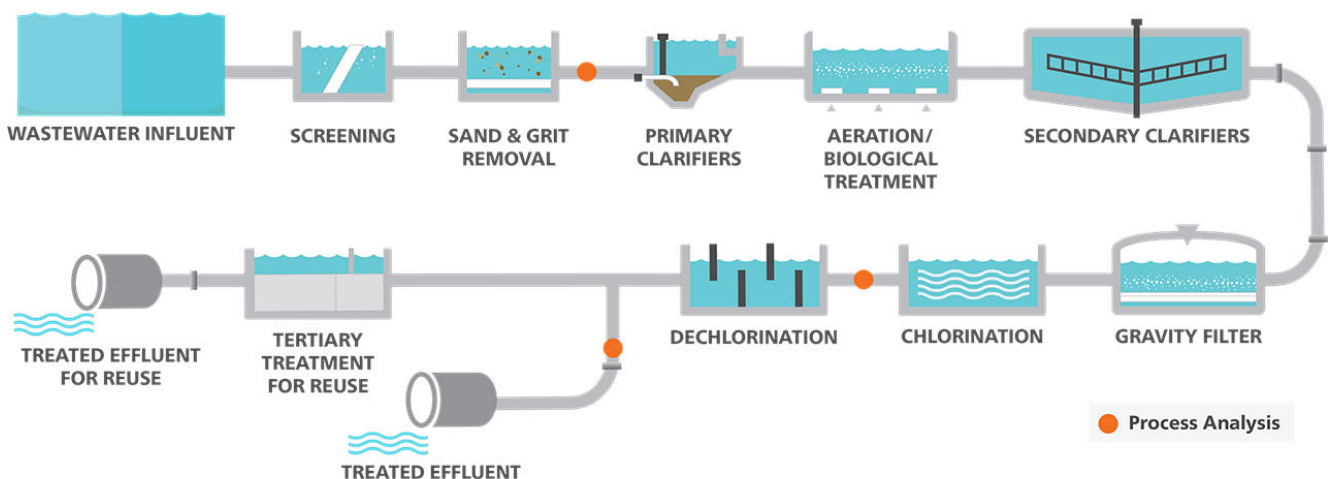 WASTEWATER INFLUENT
SCREENING
SAND & GRIT
REMOVAL
PRIMARY
CLARIFIERS
AERATION/
BIOLOGICAL
TREATMENT
SECONDARY CLARIFIERS
TREATED EFFLUENT
FOR REUSE
TERTIARY
TREATMENT
FOR REUSE
DECHLORINATION
CHLORINATION
GRAVITY FILTER
TREATED EFFLUENT
Process Analysis